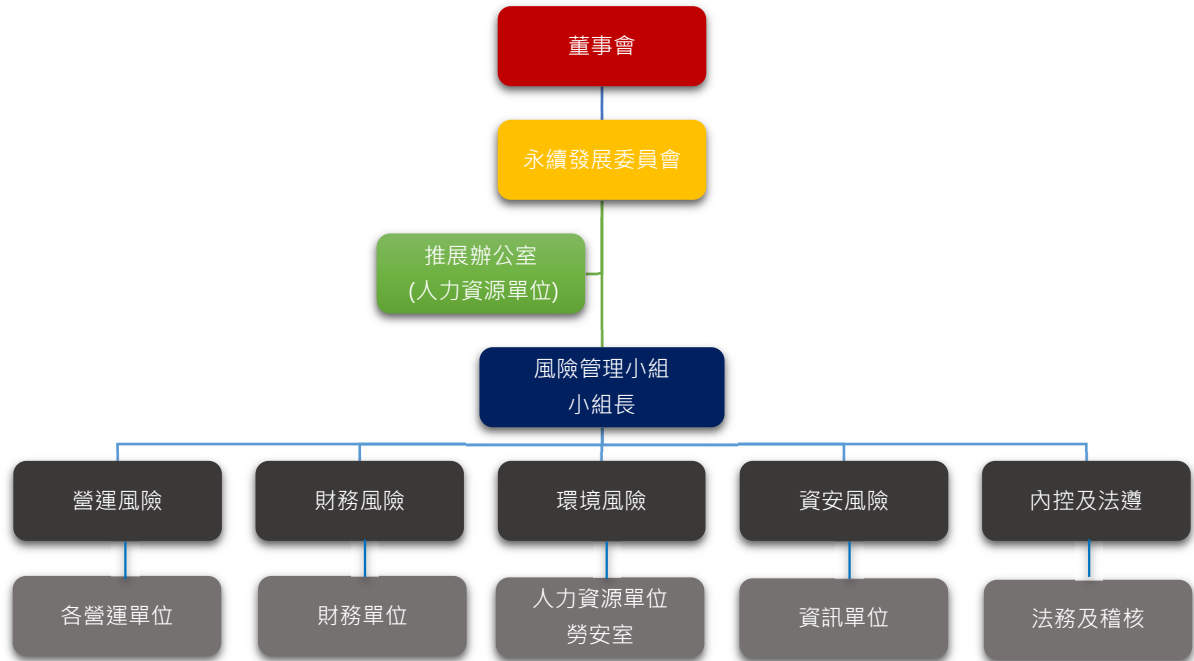 董事會
永續發展委員會
推展辦公室
(人力資源單位)
風險管理小組
小組長
營運風險
財務風險
環境風險
資安風險
內控及法遵
各營運單位
財務單位
人力資源單位
勞安室
資訊單位
法務及稽核